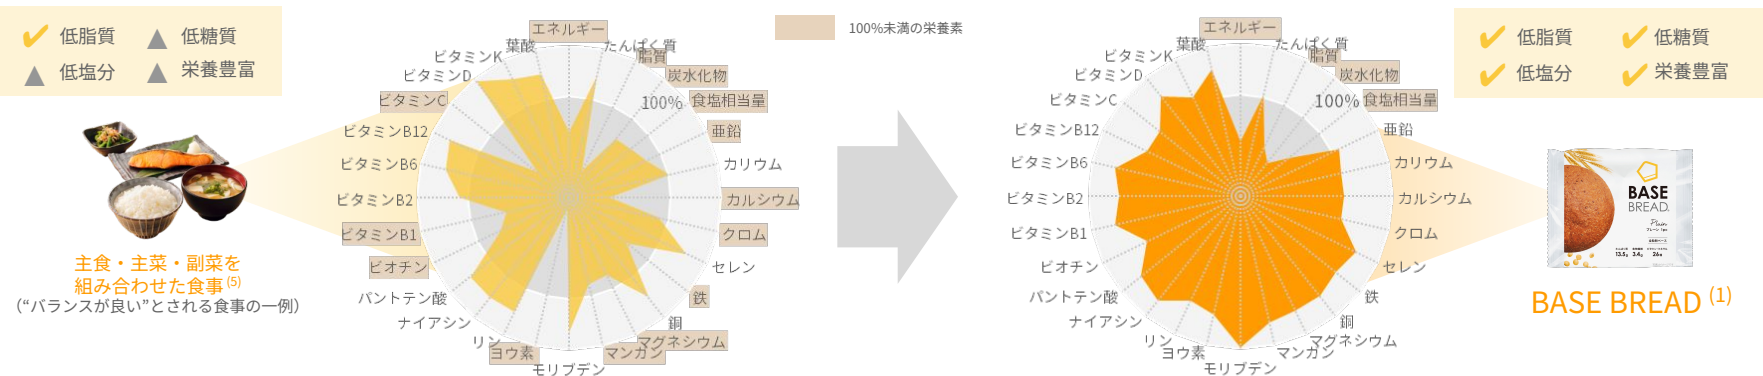 低脂質
低糖質
低塩分
栄養豊富
主食・主菜・副菜を
組み合わせた食事 (5)
(“バランスが良い”とされる食事の一例)
エネルギー
たんぱく質
脂質
炭水化物
100%
食塩相当量
亜鉛
カリウム
カルシウム
クロム
セレン
鉄
銅
マグネシウム
マンガン
モリブデン
ヨウ素
リン
ナイアシン
パントテン酸
ビオチン
ビタミンB1
ビタミンB2
ビタミンB6
ビタミンB12
ビタミンC
ビタミンD
ビタミンK
葉酸
100%未満の栄養素
エネルギー
たんぱく質
脂質
炭水化物
100%
食塩相当量
亜鉛
カリウム
カルシウム
クロム
セレン
鉄
銅
マグネシウム
マンガン
モリブデン
ヨウ素
リン
ナイアシン
パントテン酸
ビオチン
ビタミンB1
ビタミンB2
ビタミンB6
ビタミンB12
ビタミンC
ビタミンD
ビタミンK
葉酸
低脂質
低糖質
低塩分
栄養豊富
BASE
BREAD.
Plain
13.5g 3.4g 26
BASE BREAD (1)